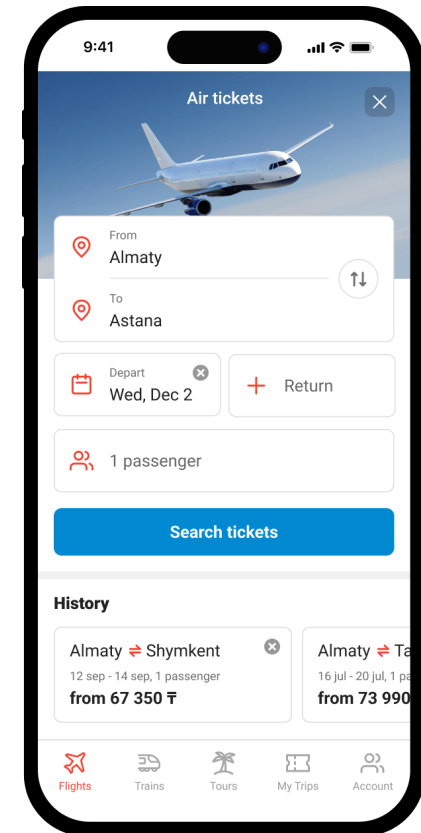 9:41
Air tickets
From
Almaty
To
Astana
Depart
Wed, Dec 2
Return
1 passenger
Search tickets
History
Almaty ⇌ Shymkent
12 sep - 14 sep, 1 passenger
from 67 350 ₸
Almaty ⇌ Ta
16 jul - 20 jul, 1 pa
from 73 990
Flights
Trains
Tours
My Trips
Account